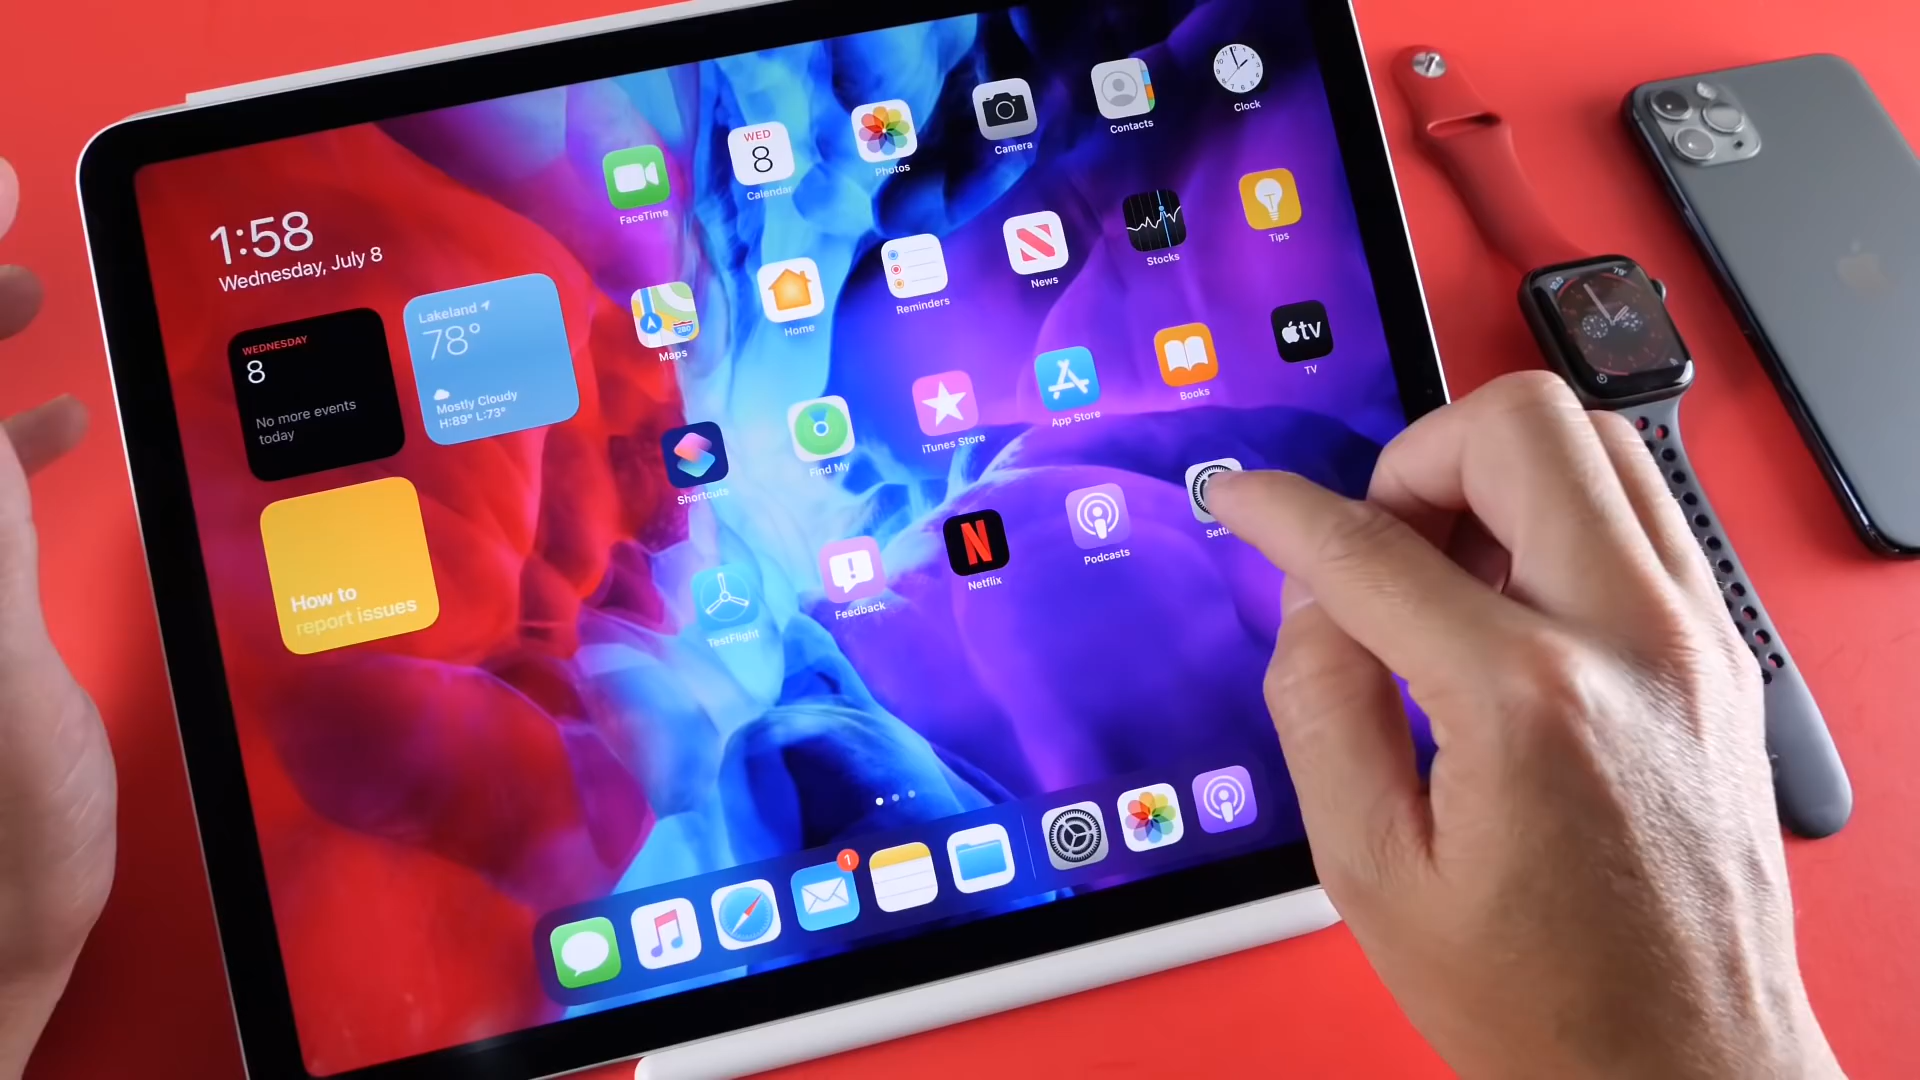 1:58
Wednesday, July 8
WEDNESDAY
8
No more events
today
Lakeland
78°
Mostly Cloudy
H:89° L:73°
How to
report issues
FaceTime
WED
8
Calendar
Photos
Camera
Contacts
Clock
280
Maps
Home
Reminders
News
Stocks
Tips
Shortcuts
Find My
iTunes Store
App Store
Books
tv
TV
TestFlight
Feedback
N
Netflix
Podcasts
Sett
1